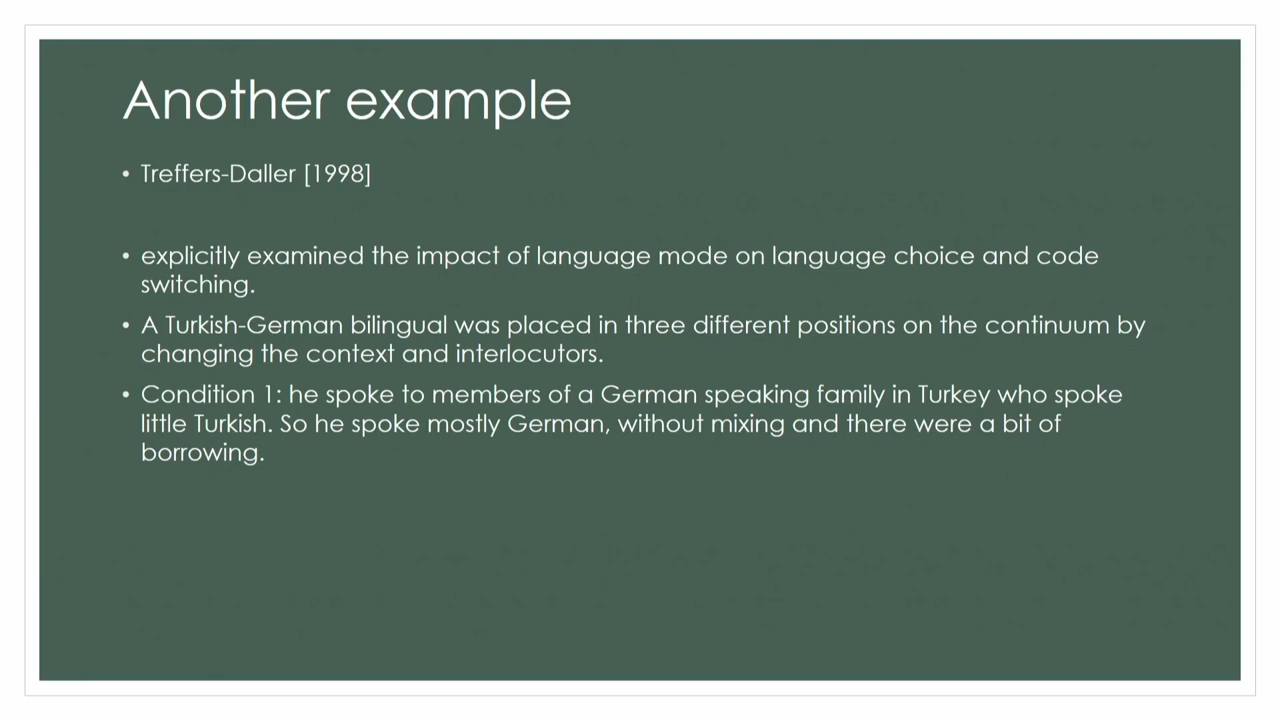 Another example
• Treffers-Daller [1998]
• explicitly examined the impact of language mode on language choice and code
switching.
• A Turkish-German bilingual was placed in three different positions on the continuum by
changing the context and interlocutors.
• Condition 1: he spoke to members of a German speaking family in Turkey who spoke
little Turkish. So he spoke mostly German, without mixing and there were a bit of
borrowing.